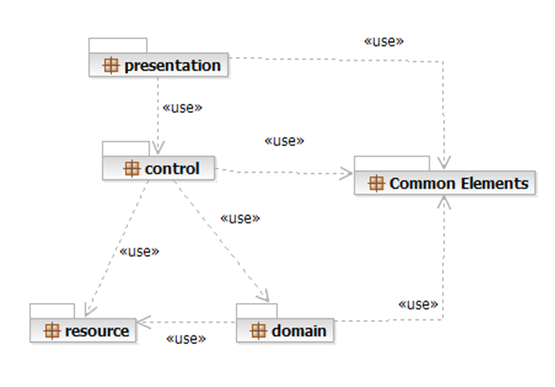 «use»
presentation
«use»
«use»
control
Common Elements
«use»
«use»
«use»
resource
domain
«use»